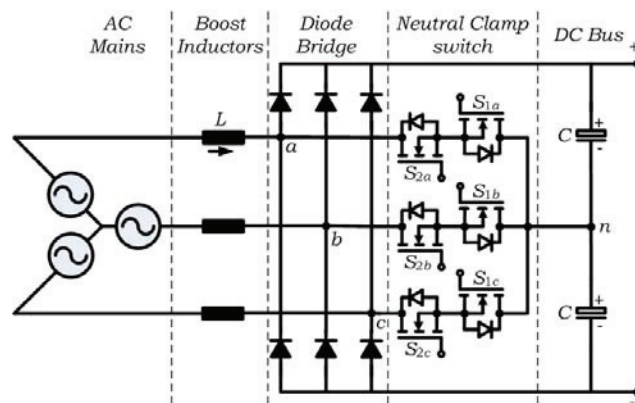 AC Mains
Boost Inductors
Diode Bridge
Neutral Clamp switch
DC Bus
+
L
a
S1a
S2a
C
+
-
b
S1b
S2b
n
c
S1c
S2c
C
+
-
-